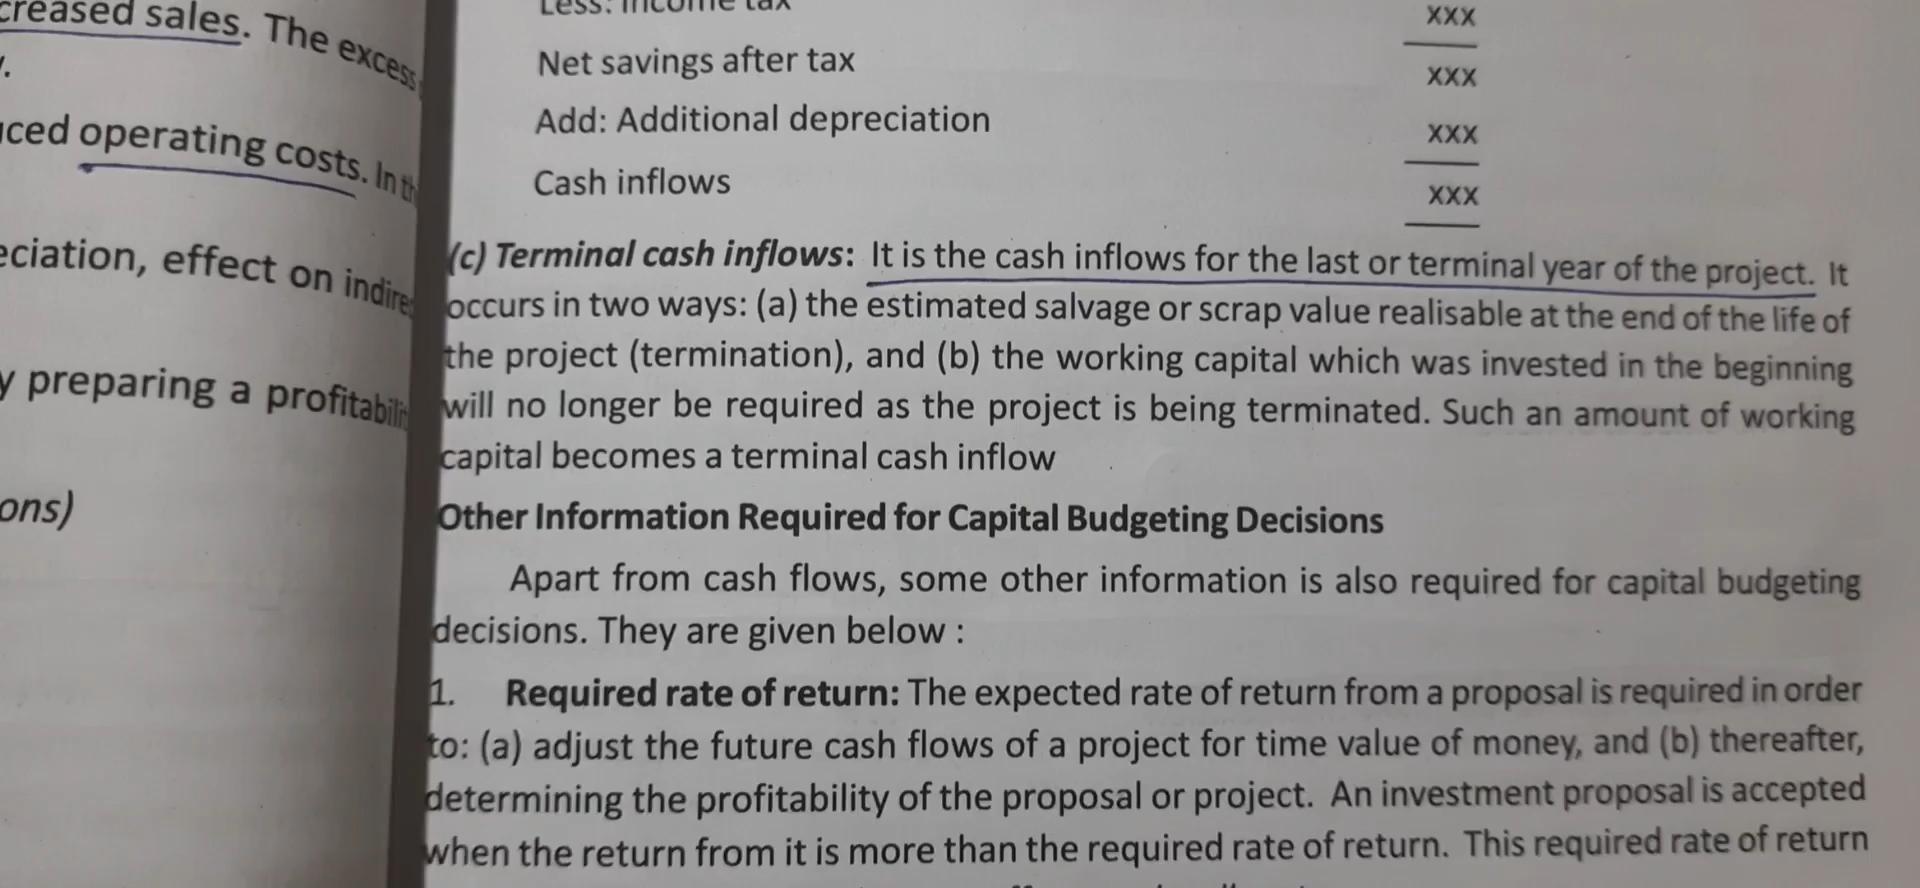 creased sales. The excess
uced operating costs. In th
eciation, effect on indire
y preparing a profitabili
ons)
Less: Income tax xxx
Net savings after tax xxx
Add: Additional depreciation xxx
Cash inflows xxx
(c) Terminal cash inflows: It is the cash inflows for the last or terminal year of the project. It
occurs in two ways: (a) the estimated salvage or scrap value realisable at the end of the life of
the project (termination), and (b) the working capital which was invested in the beginning
will no longer be required as the project is being terminated. Such an amount of working
capital becomes a terminal cash inflow
Other Information Required for Capital Budgeting Decisions
Apart from cash flows, some other information is also required for capital budgeting
decisions. They are given below :
1. Required rate of return: The expected rate of return from a proposal is required in order
to: (a) adjust the future cash flows of a project for time value of money, and (b) thereafter,
determining the profitability of the proposal or project. An investment proposal is accepted
when the return from it is more than the required rate of return. This required rate of return